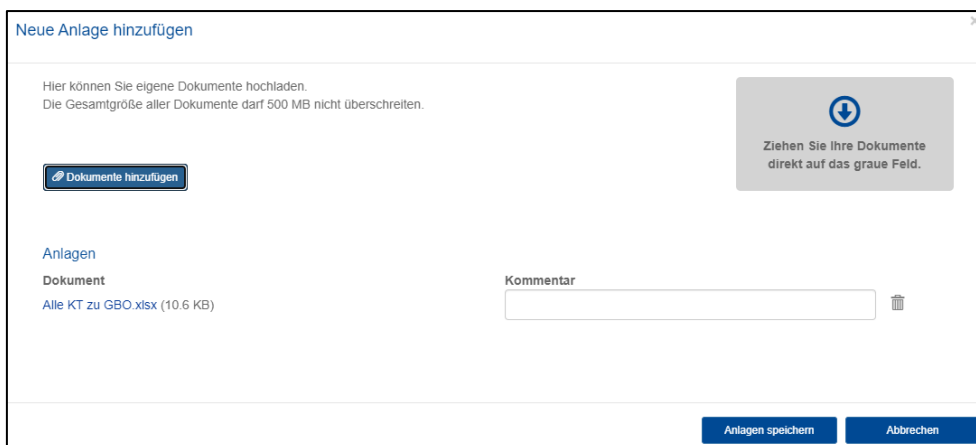 Neue Anlage hinzufügen
Hier können Sie eigene Dokumente hochladen.
Die Gesamtgröße aller Dokumente darf 500 MB nicht überschreiten.
Ziehen Sie Ihre Dokumente
direkt auf das graue Feld.
Dokumente hinzufügen
Anlagen
Dokument Kommentar
Alle KT zu GBO.xlsx (10.6 KB)
Anlagen speichern Abbrechen